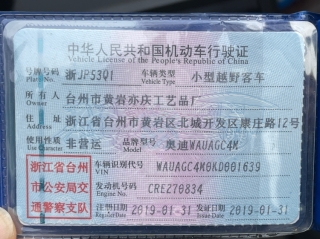 中华人民共和国机动车行驶证
Vehicle License of the People's Republic of China
号牌号码 浙JP53Q1 车辆类型 小型越野客车
Plate No. Vehicle Type
所有人 台州市黄岩亦庆工艺品厂
Owner
住址 浙江省台州市黄岩区北城开发区康庄路12号
Address
使用性质 非营运 品牌型号 奥迪WAUAGC4M
Use Character Model
浙江省台州 车辆识别代号 WAUAGC4M0KD001639
VIN
市公安局交 发动机号码 CRE270834
Engine No.
通警察支队 注册日期 2019-01-31 发证日期 2019-01-31
Register Date Issue Date